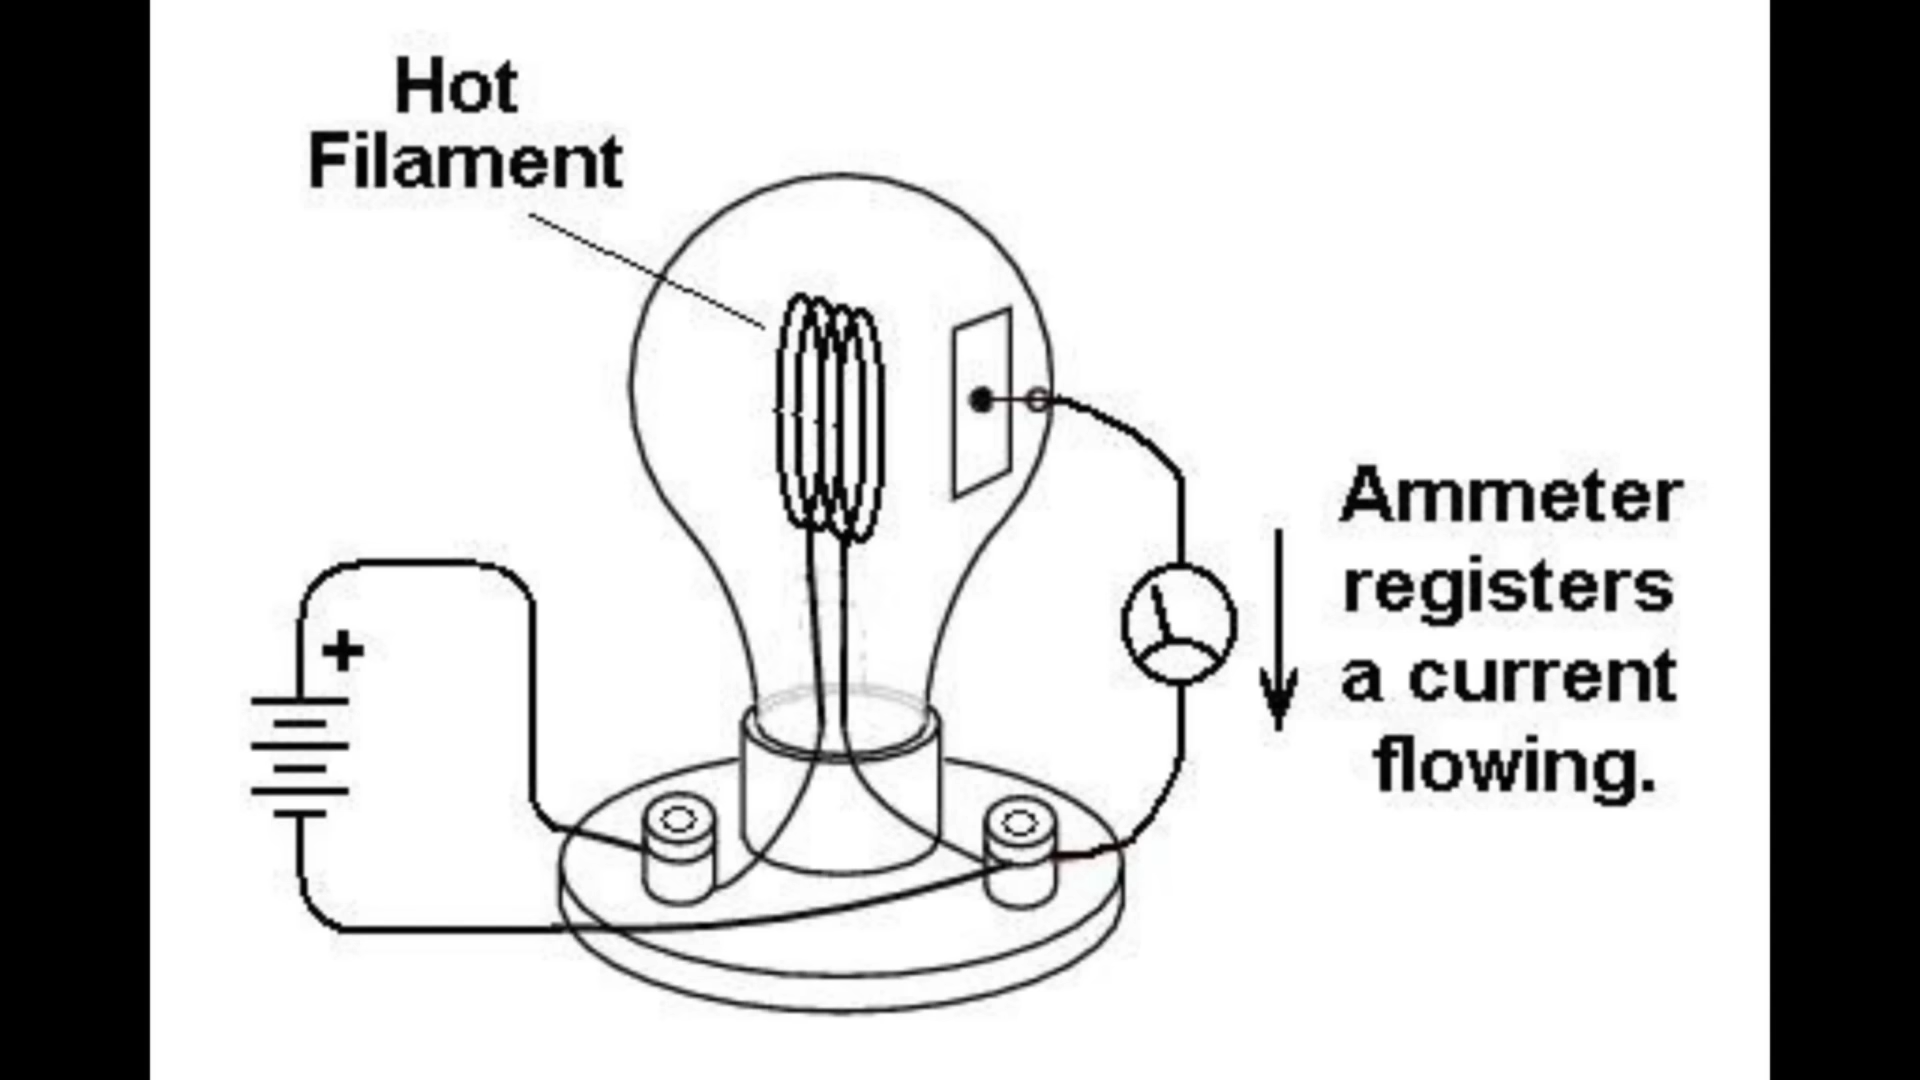 Hot
Filament
+
Ammeter
registers
a current
flowing.